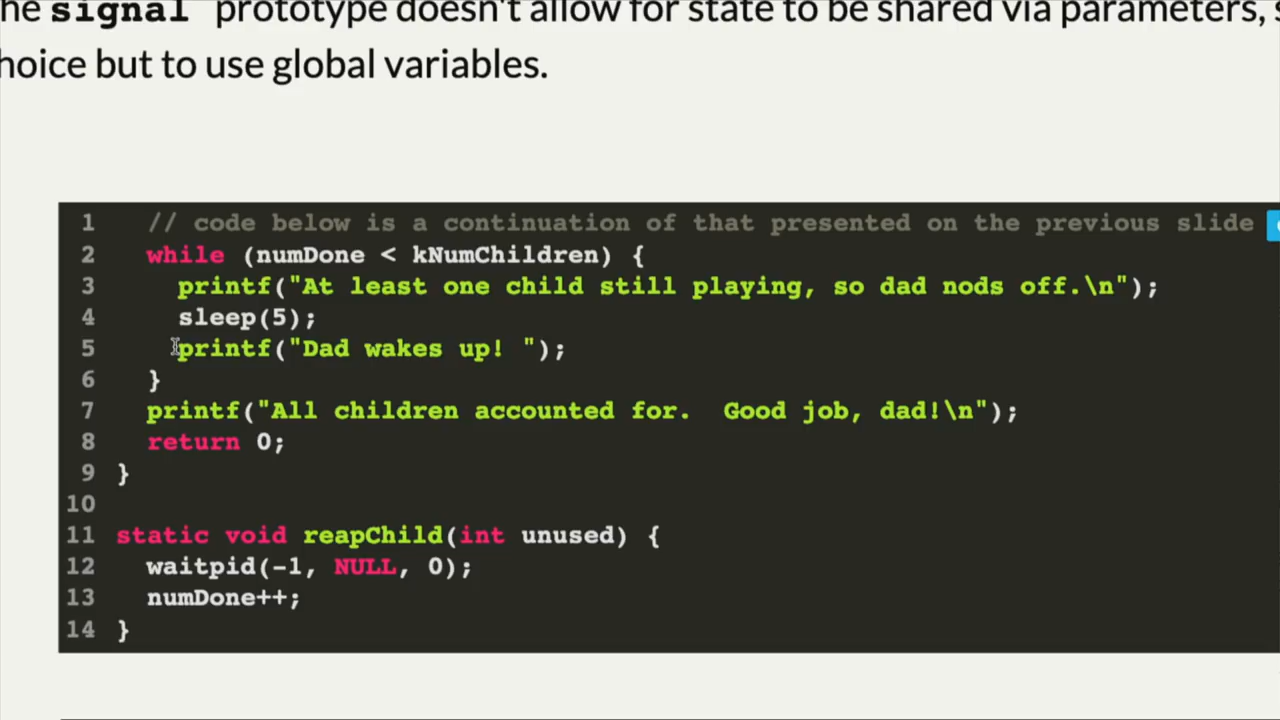 he signal prototype doesn't allow for state to be shared via parameters,
hoice but to use global variables.
1 // code below is a continuation of that presented on the previous slide
2 while (numDone < kNumChildren) {
3 printf("At least one child still playing, so dad nods off.\n");
4 sleep(5);
5 printf("Dad wakes up! ");
6 }
7 printf("All children accounted for.  Good job, dad!\n");
8 return 0;
9 }
10
11 static void reapChild(int unused) {
12 waitpid(-1, NULL, 0);
13 numDone++;
14 }